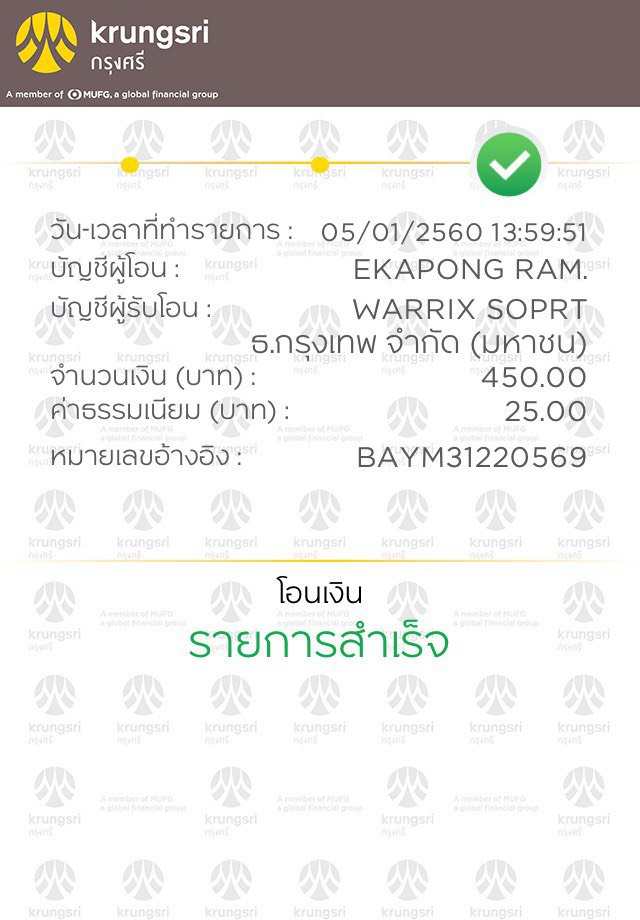 krungsri
กรุงศรี
A member of MUFG, a global financial group
วัน-เวลาที่ทำรายการ : 05/01/2560 13:59:51
บัญชีผู้โอน : EKAPONG RAM.
บัญชีผู้รับโอน : WARRIX SOPRT
ธ.กรุงเทพ จำกัด (มหาชน)
จำนวนเงิน (บาท) : 450.00
ค่าธรรมเนียม (บาท) : 25.00
หมายเลขอ้างอิง : BAYM31220569
โอนเงิน
รายการสำเร็จ